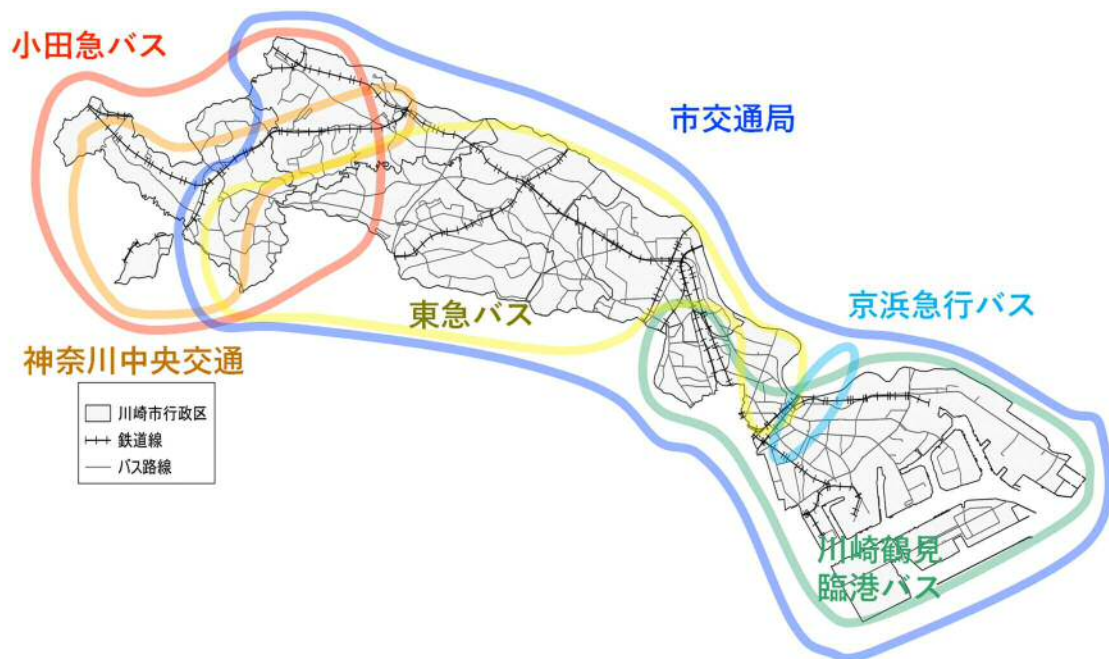 小田急バス
市交通局
京浜急行バス
東急バス
神奈川中央交通
川崎市行政区
鉄道線
バス路線
川崎鶴見
臨港バス